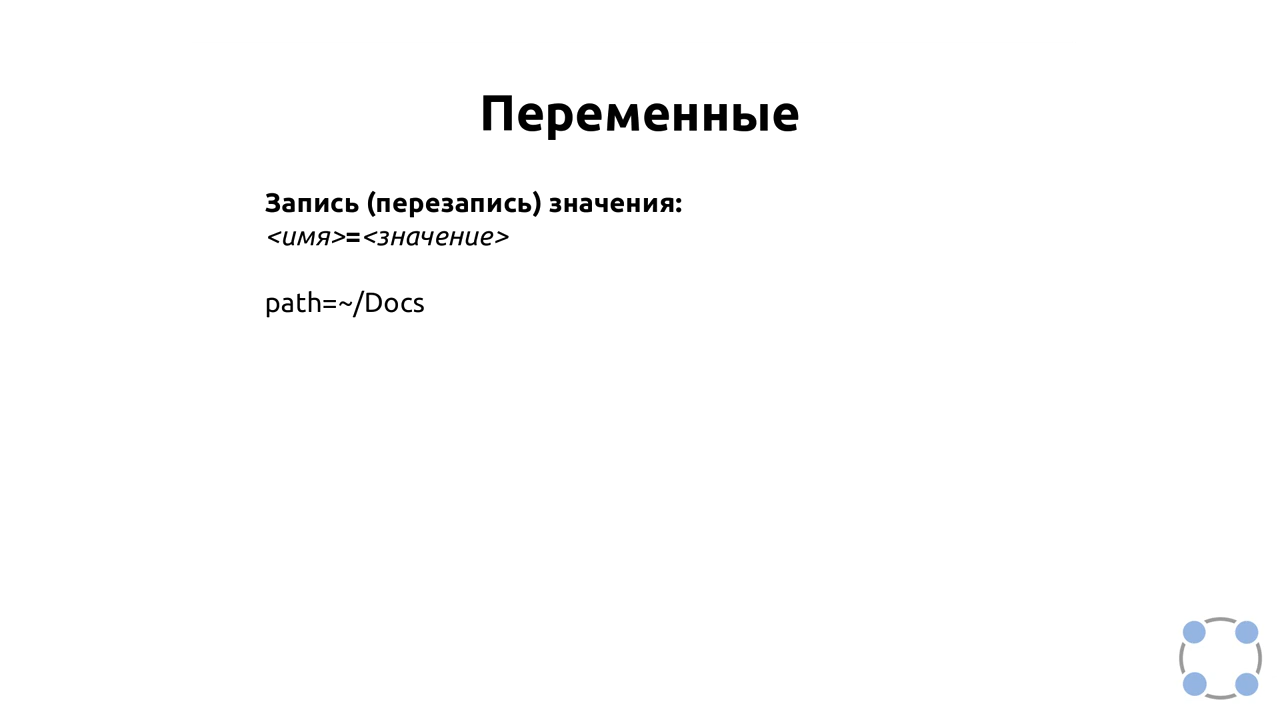 Переменные
Запись (перезапись) значения:
<имя>=<значение>
path=~/Docs